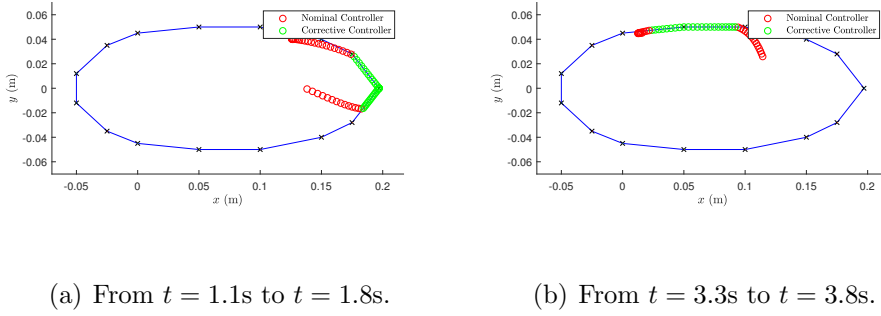 Nominal Controller
Corrective Controller
0.06
0.04
0.02
0
-0.02
-0.04
-0.06
y (m)
-0.05 0 0.05 0.1 0.15 0.2
x (m)
(a) From t = 1.1s to t = 1.8s.
Nominal Controller
Corrective Controller
0.06
0.04
0.02
0
-0.02
-0.04
-0.06
y (m)
-0.05 0 0.05 0.1 0.15 0.2
x (m)
(b) From t = 3.3s to t = 3.8s.